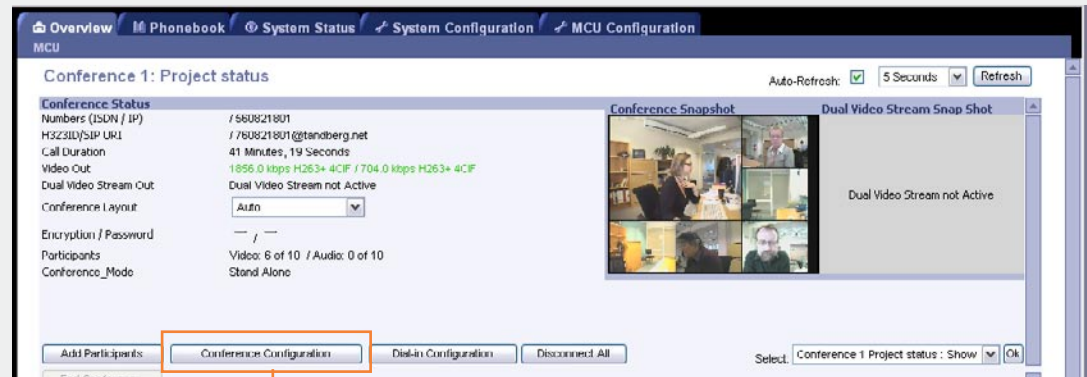 Overview Phonebook System Status System Configuration MCU Configuration
MCU
Conference 1: Project status
Auto-Refresh: 5 Seconds Refresh
Conference Status
Numbers (ISDN / IP) / 560821801
H323ID/SIP URI / 760821801@tandberg.net
Call Duration 41 Minutes, 19 Seconds
Video Out 1856.0 kbps H263+ 4CIF / 704.0 kbps H263+ 4CIF
Dual Video Stream Out Dual Video Stream not Active
Conference Layout Auto
Encryption / Password — / —
Participants Video: 6 of 10 / Audio: 0 of 10
Conference_Mode Stand Alone
Conference Snapshot Dual Video Stream Snap Shot
Dual Video Stream not Active
Add Participants Conference Configuration Dial-in Configuration Disconnect All
Select: Conference 1 Project status : Show Ok